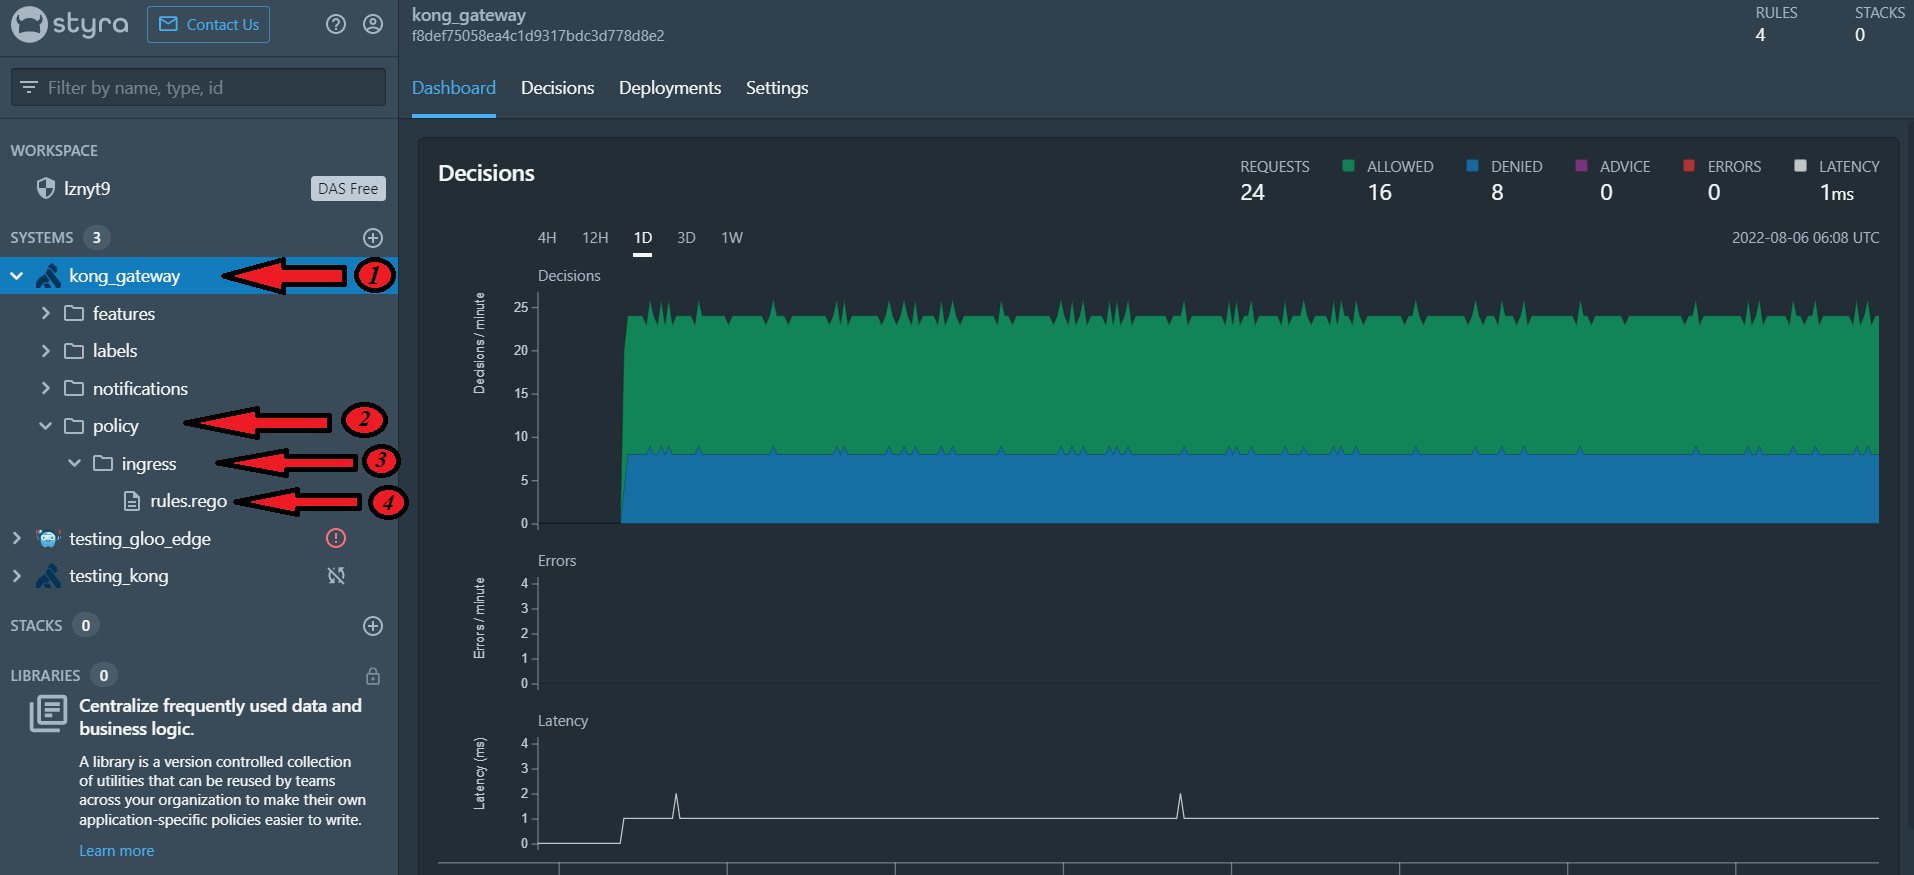 styra
Contact Us
Filter by name, type, id
WORKSPACE
lznyt9
DAS Free
SYSTEMS 3
kong_gateway
1
features
labels
notifications
policy
2
ingress
3
rules.rego
4
testing_gloo_edge
testing_kong
STACKS 0
LIBRARIES 0
Centralize frequently used data and
business logic.
A library is a version controlled collection
of utilities that can be reused by teams
across your organization to make their own
application-specific policies easier to write.
Learn more
kong_gateway
f8def75058ea4c1d9317bdc3d778d8e2
RULES
4
STACKS
0
Dashboard Decisions Deployments Settings
Decisions
REQUESTS
24
ALLOWED
16
DENIED
8
ADVICE
0
ERRORS
0
LATENCY
1ms
4H 12H 1D 3D 1W
2022-08-06 06:08 UTC
Decisions
Decisions / minute
25
20
15
10
5
0
Errors
Errors / minute
4
3
2
1
0
Latency
Latency (ms)
4
3
2
1
0